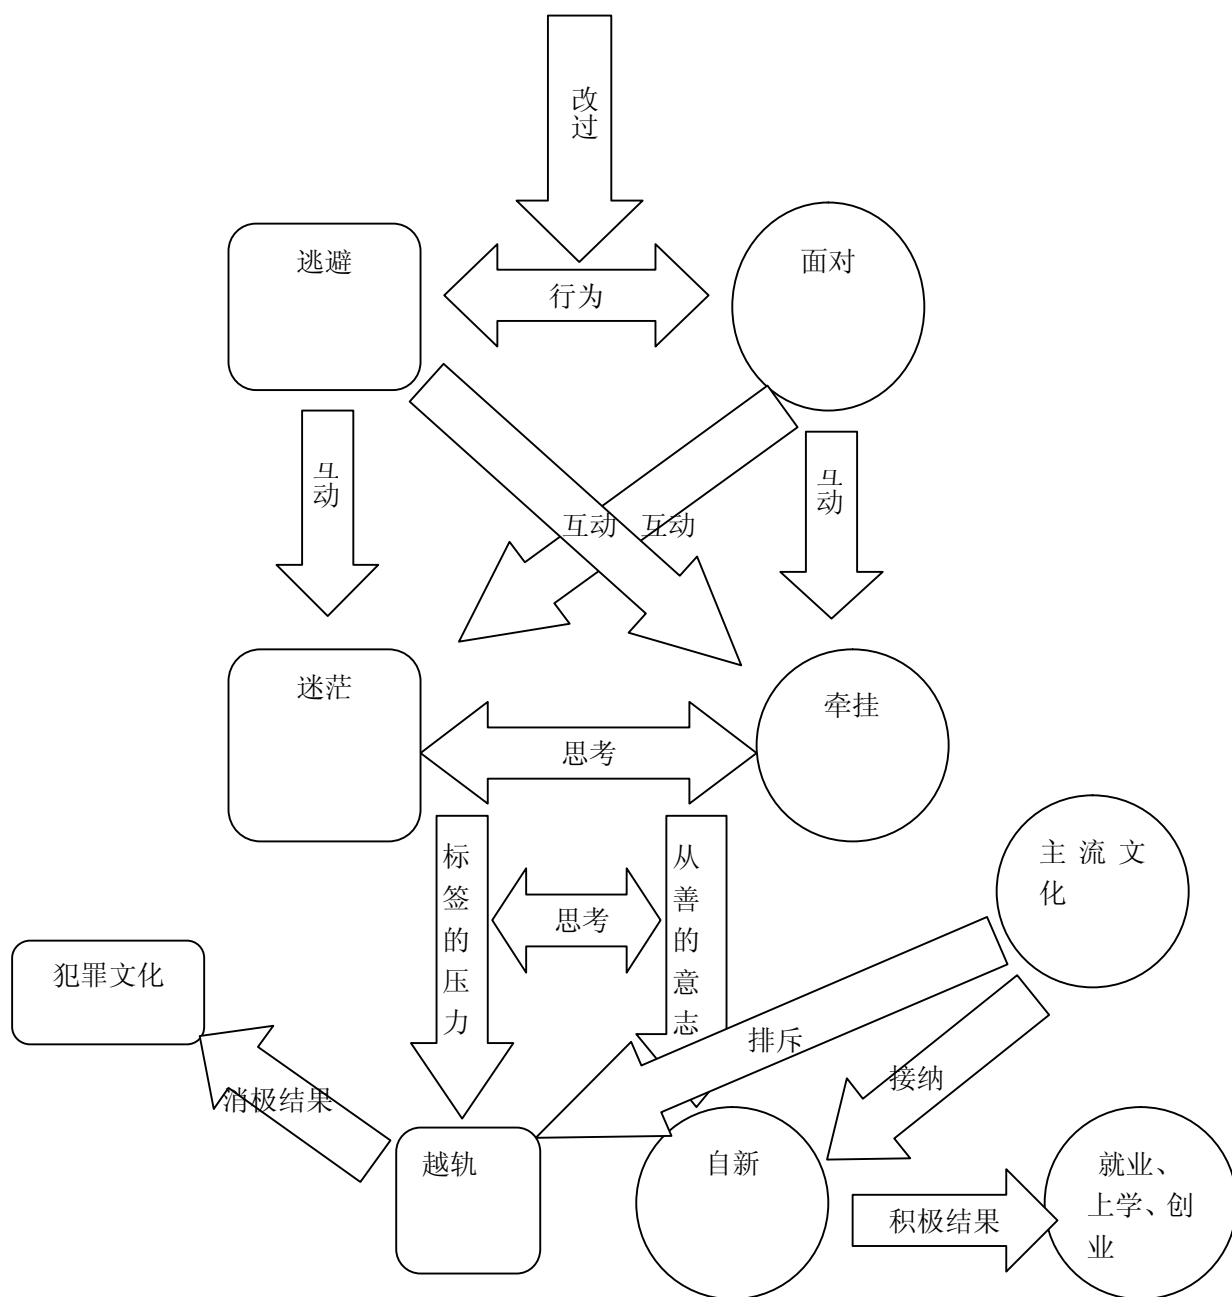 改过
逃避
行为
面对
互动
互动
互动
互动
迷茫
思考
牵挂
标签的压力
思考
从善的意志
主流文
化
犯罪文化
排斥
接纳
消极结果
越轨
自新
积极结果
就业、
上学、创
业